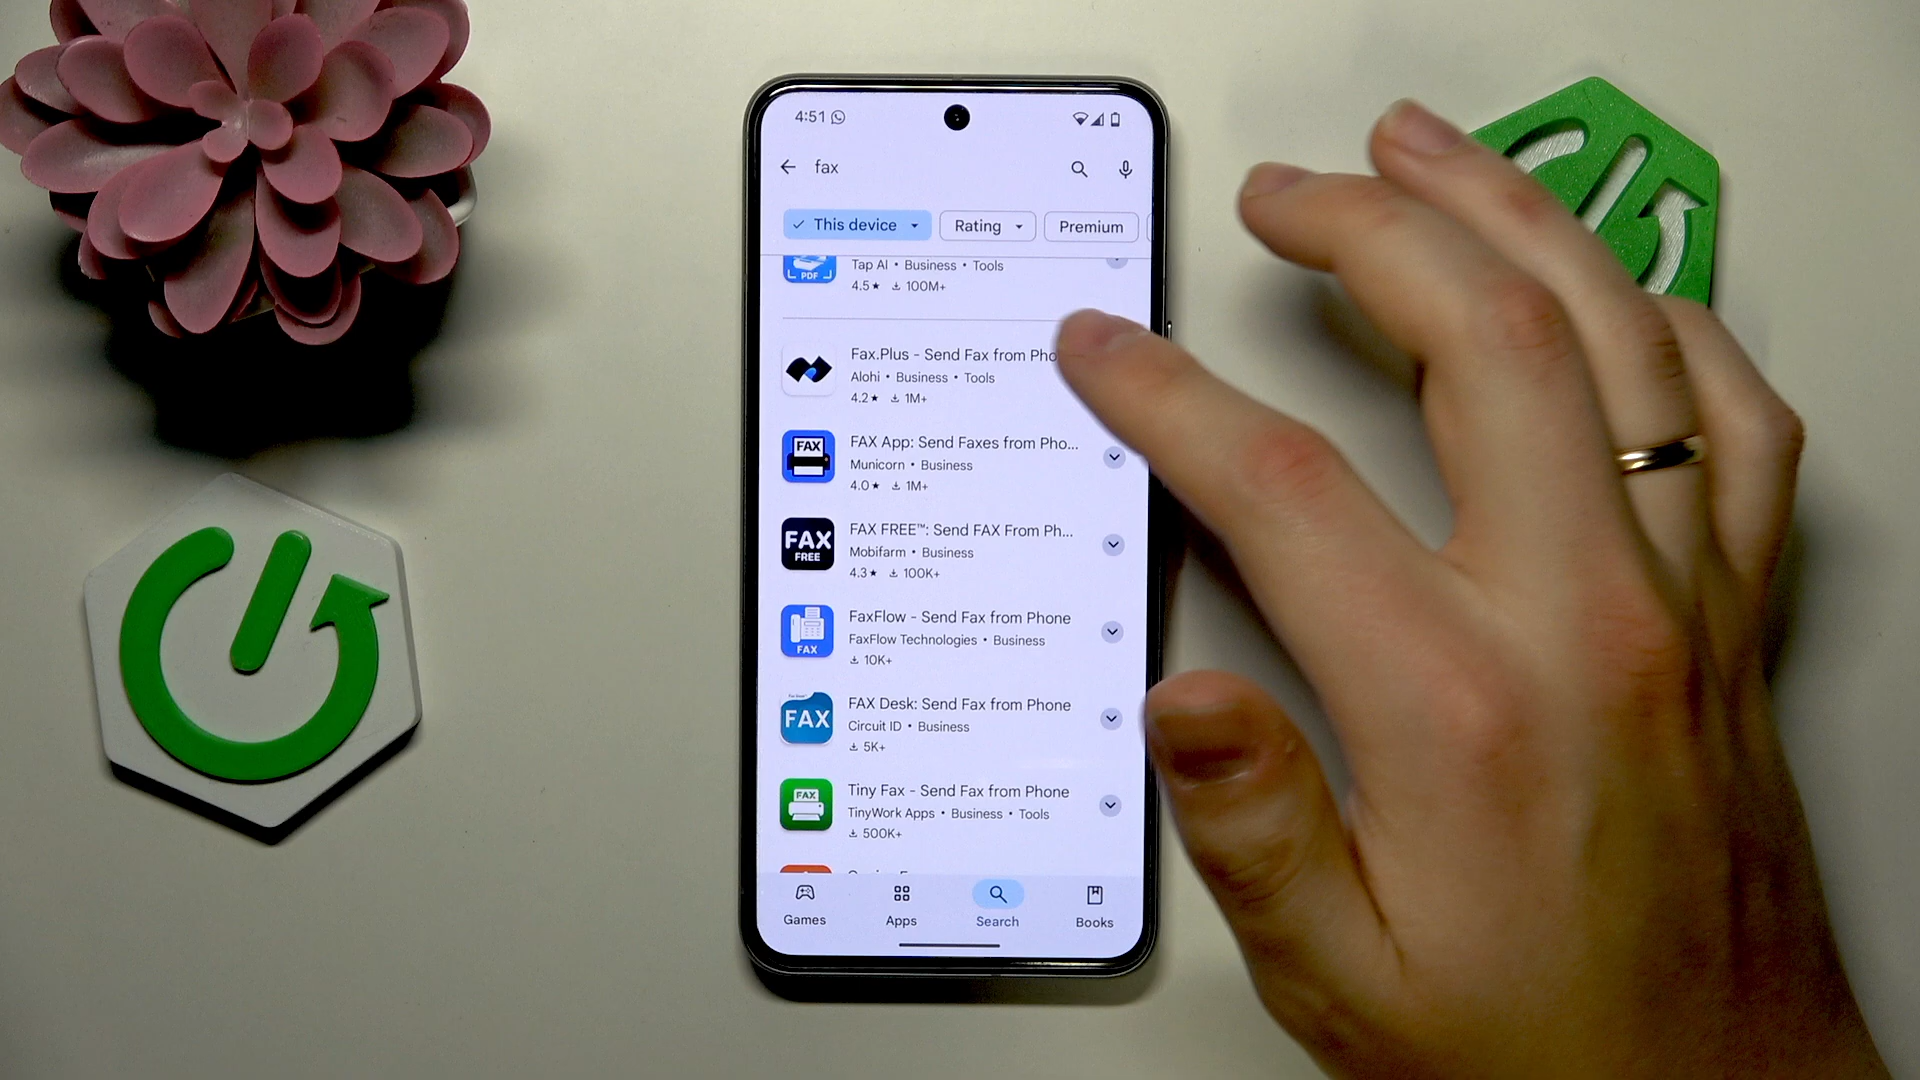 4:51
fax
This device
Rating
Premium
PDF
Tap AI • Business • Tools
4.5★ 100M+
Fax.Plus - Send Fax from Pho
Alohi • Business • Tools
4.2★ 1M+
FAX
FAX App: Send Faxes from Pho...
Municorn • Business
4.0★ 1M+
FAX
FREE
FAX FREE™: Send FAX From Ph...
Mobifarm • Business
4.3★ 100K+
FAX
FaxFlow - Send Fax from Phone
FaxFlow Technologies • Business
10K+
FAX
FAX Desk: Send Fax from Phone
Circuit ID • Business
5K+
FAX
Tiny Fax - Send Fax from Phone
TinyWork Apps • Business • Tools
500K+
Games
Apps
Search
Books